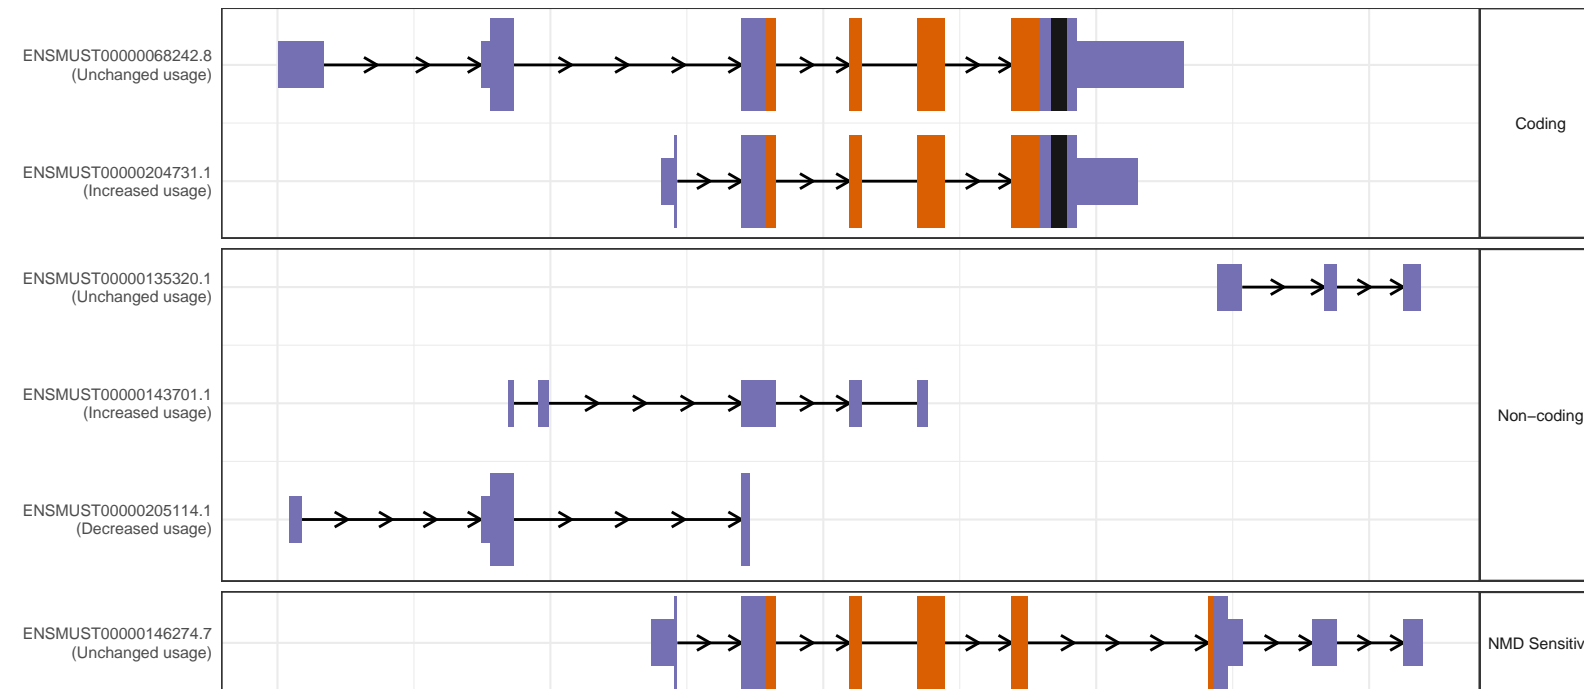 ENSMUST00000068242.8
(Unchanged usage)
ENSMUST00000204731.1
(Increased usage)
Coding
ENSMUST00000135320.1
(Unchanged usage)
ENSMUST00000143701.1
(Increased usage)
ENSMUST00000205114.1
(Decreased usage)
Non−coding
ENSMUST00000146274.7
(Unchanged usage)
NMD Sensitiv